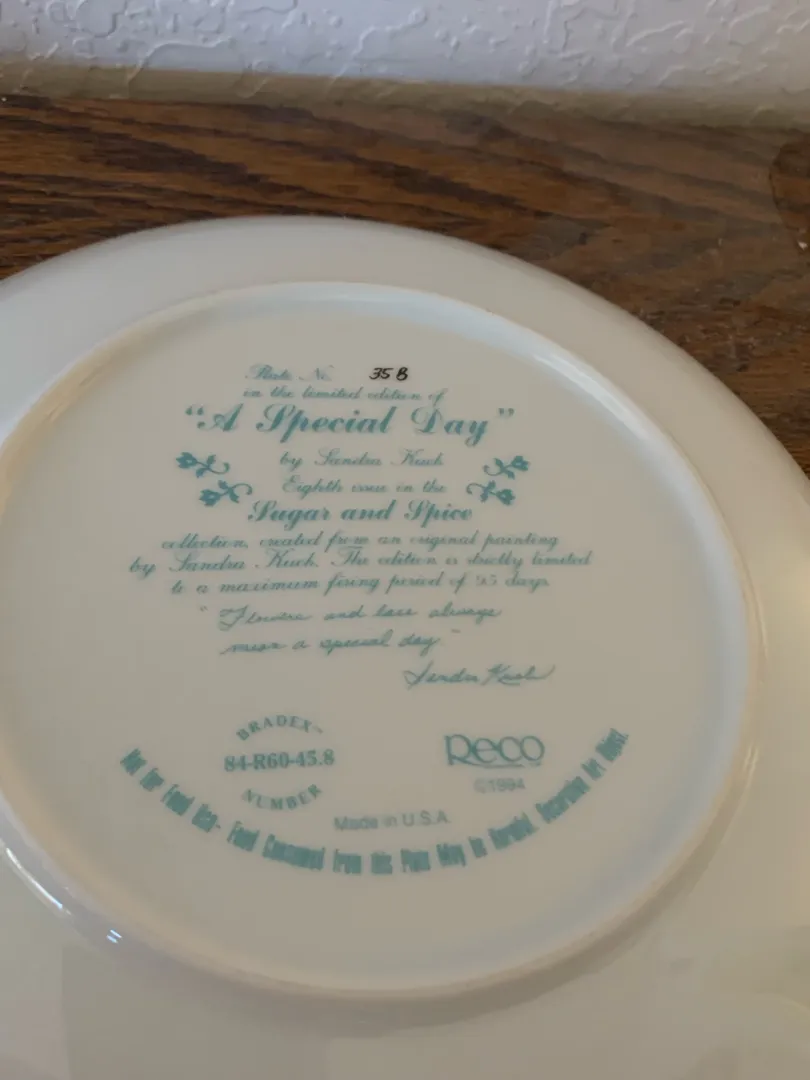 Plate No. 35 B
in the limited edition of
“A Special Day”
by Sandra Kuck
Eighth issue in the
Sugar and Spice
collection, created from an original painting
by Sandra Kuck. The edition is strictly limited
to a maximum firing period of 95 days
"Flowers and lace always
mean a special day"
Sandra Kuck
BRADEX™
84-R60-45.8
NUMBER
Reco
©1994
Made in U.S.A.
Not For Food Use- Food Consumed from this Plate May be Harmful. Decorative Art Object.